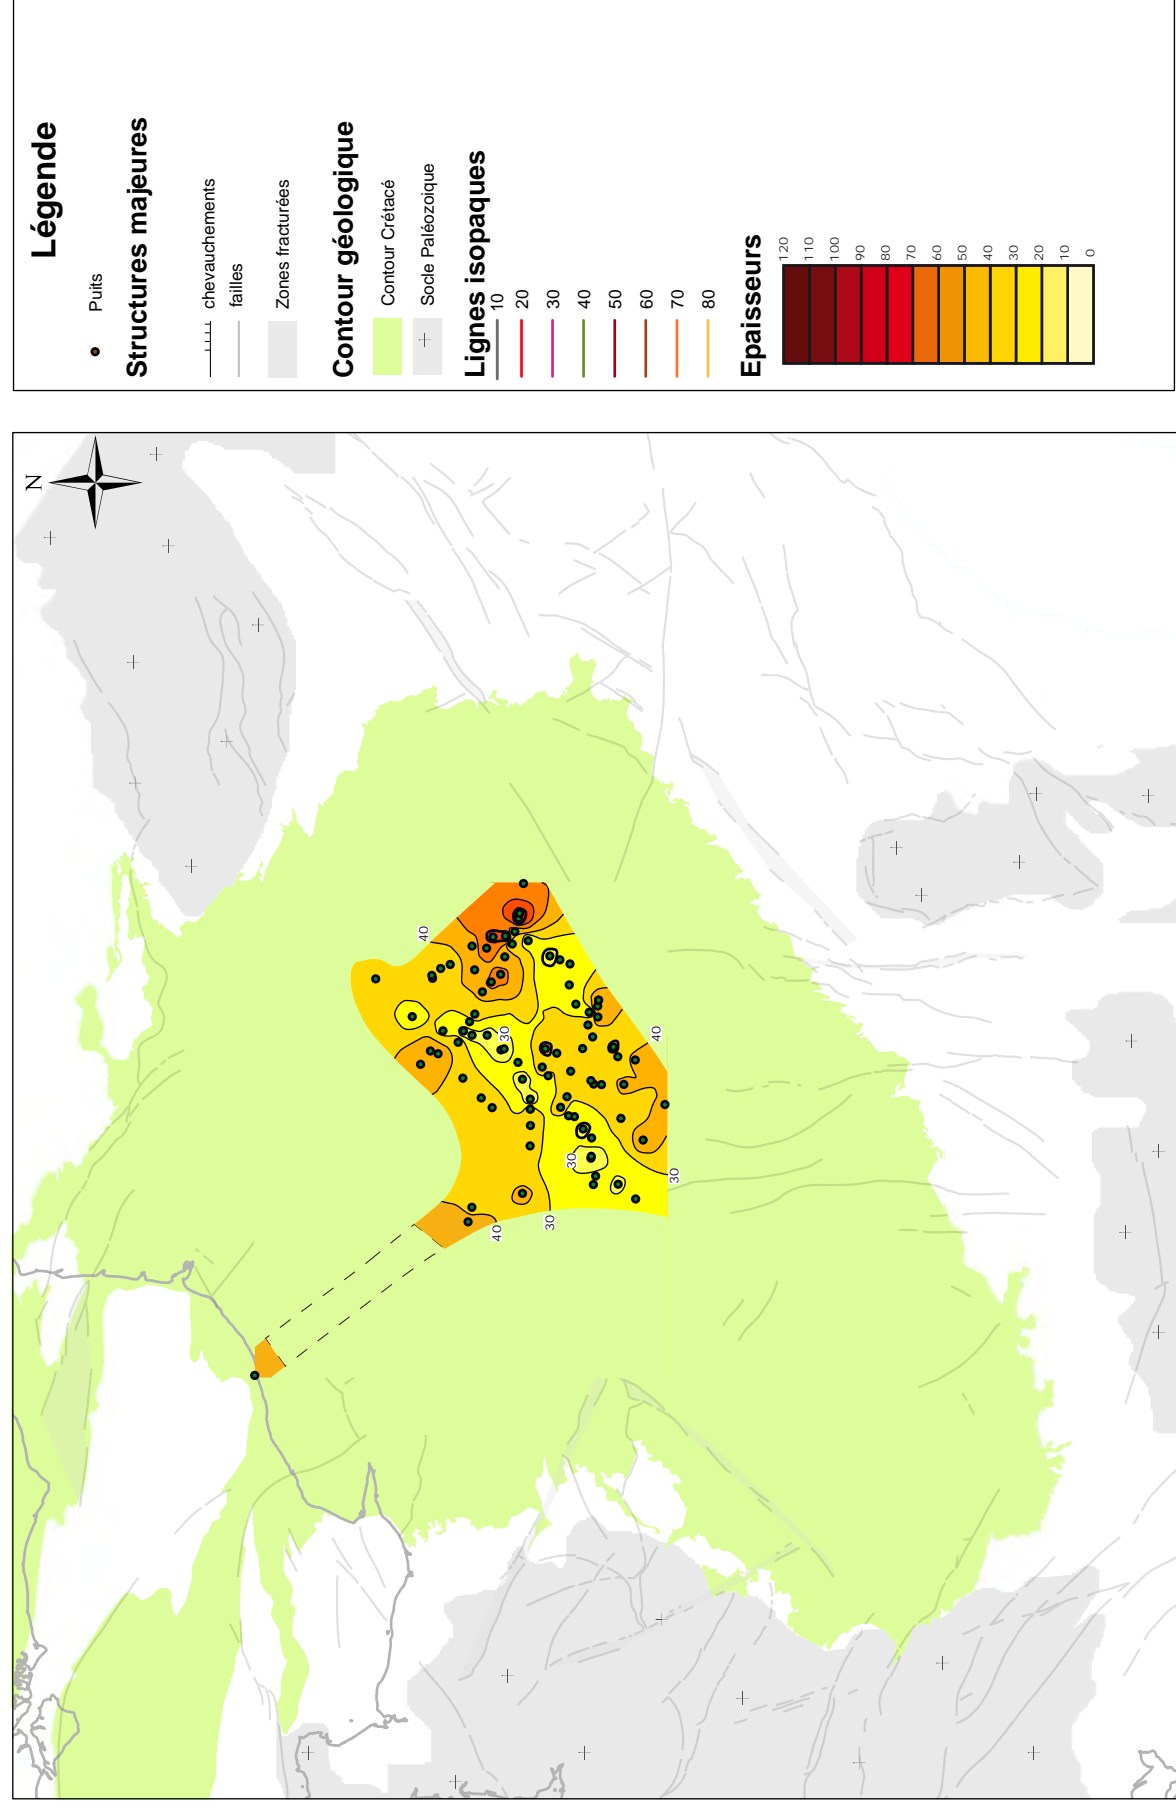 Légende
Puits
Structures majeures
chevauchements
failles
Zones fracturées
Contour géologique
Contour Crétacé
Socle Paléozoique
Lignes isopaques
10
20
30
40
50
60
70
80
Epaisseurs
120
110
100
90
80
70
60
50
40
30
20
10
0
N
40
30
40
30
30
40
30